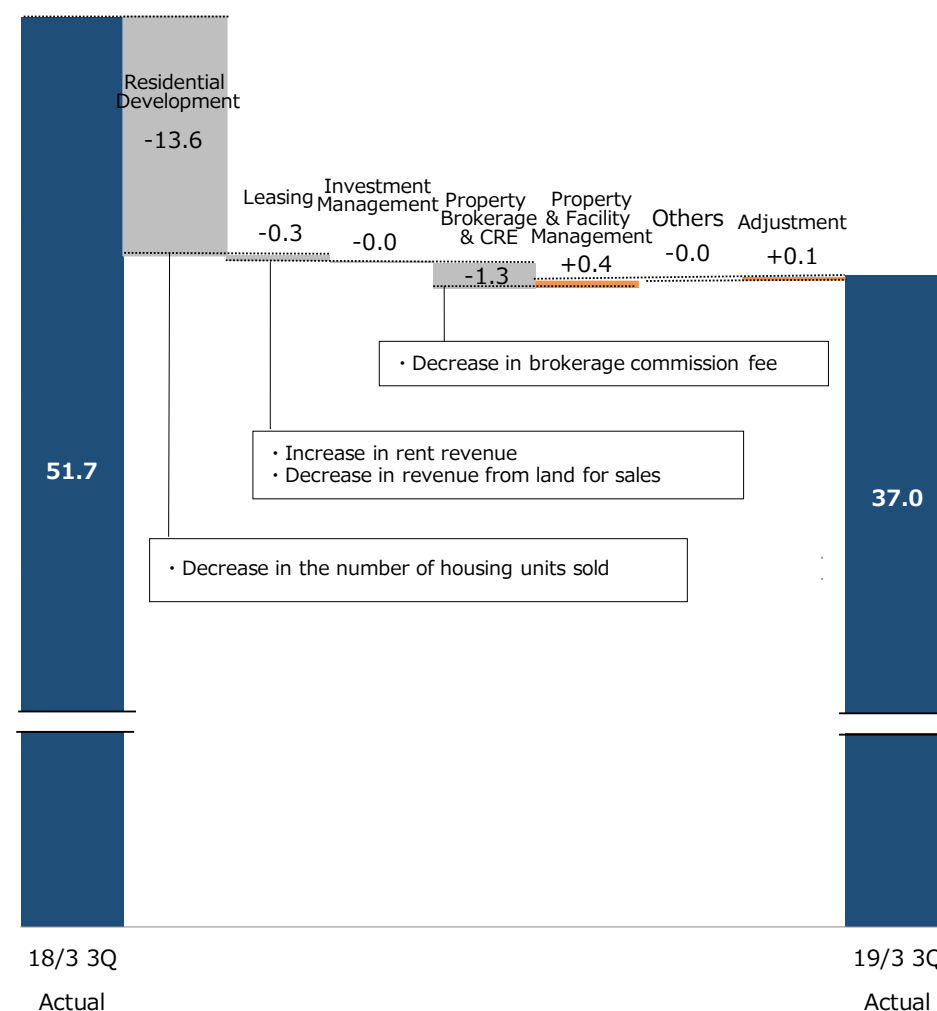 Residential
Development
-13.6
Leasing
-0.3
Investment
Management
-0.0
Property
Brokerage
& CRE
-1.3
Property
& Facility
Management
+0.4
Others
-0.0
Adjustment
+0.1
・Decrease in brokerage commission fee
・Increase in rent revenue
・Decrease in revenue from land for sales
・Decrease in the number of housing units sold
51.7
37.0
18/3 3Q
Actual
19/3 3Q
Actual